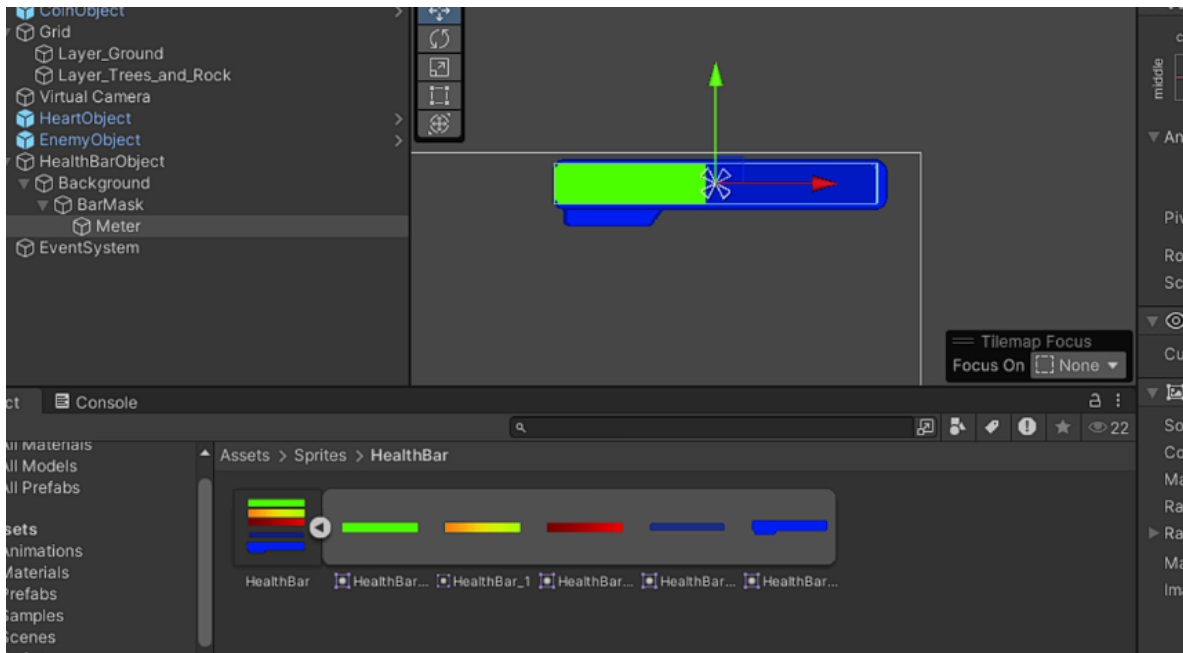 CoinObject
Grid
Layer_Ground
Layer_Trees_and_Rock
Virtual Camera
HeartObject
EnemyObject
HealthBarObject
Background
BarMask
Meter
EventSystem
middle
An
Piv
Ro
Sc
Cu
So
Co
Ma
Ra
Ra
Ma
Im
Tilemap Focus
Focus On None
ct Console
22
All Materials
All Models
All Prefabs
sets
Animations
Materials
Prefabs
Samples
Scenes
Assets > Sprites > HealthBar
HealthBar HealthBar... HealthBar_1 HealthBar... HealthBar... HealthBar...